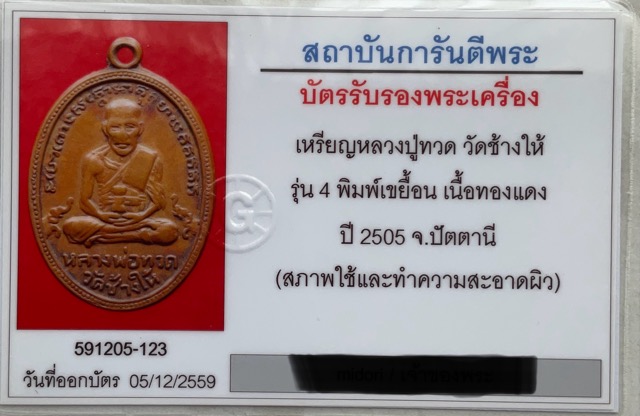 สถาบันการันตีพระ
บัตรรับรองพระเครื่อง
เหรียญหลวงปู่ทวด วัดช้างให้
รุ่น 4 พิมพ์เขยื้อน เนื้อทองแดง
ปี 2505 จ.ปัตตานี
(สภาพใช้และทำความสะอาดผิว)
G
หลวงพ่อทวด
วัดช้างให้
591205-123
วันที่ออกบัตร 05/12/2559